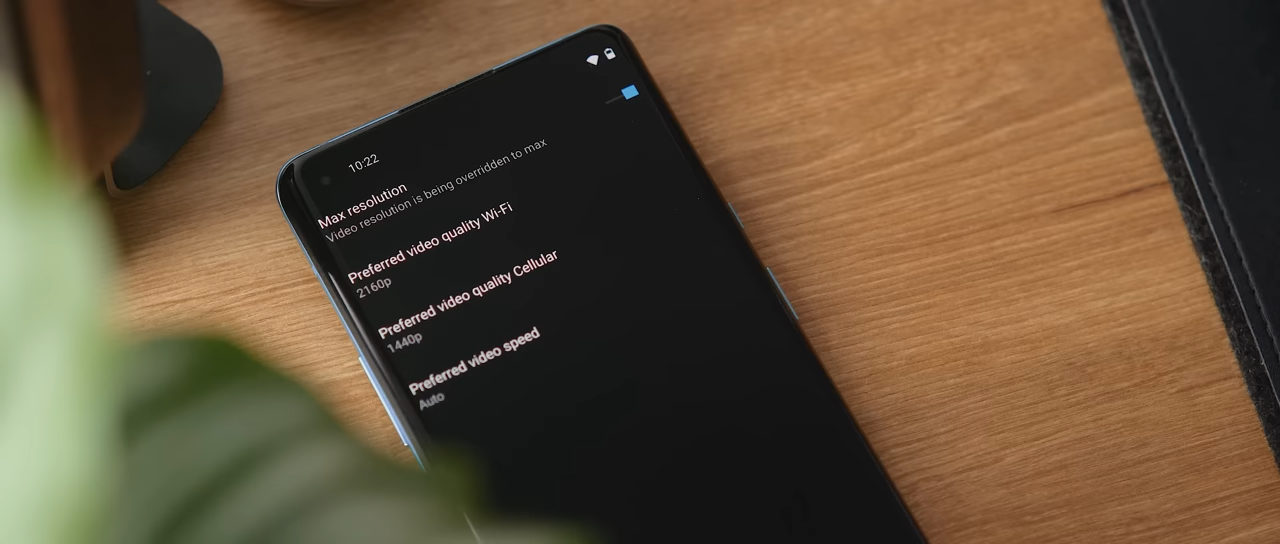 10:22
Max resolution
Video resolution is being overridden to max
Preferred video quality Wi-Fi
2160p
Preferred video quality Cellular
1440p
Preferred video speed
Auto